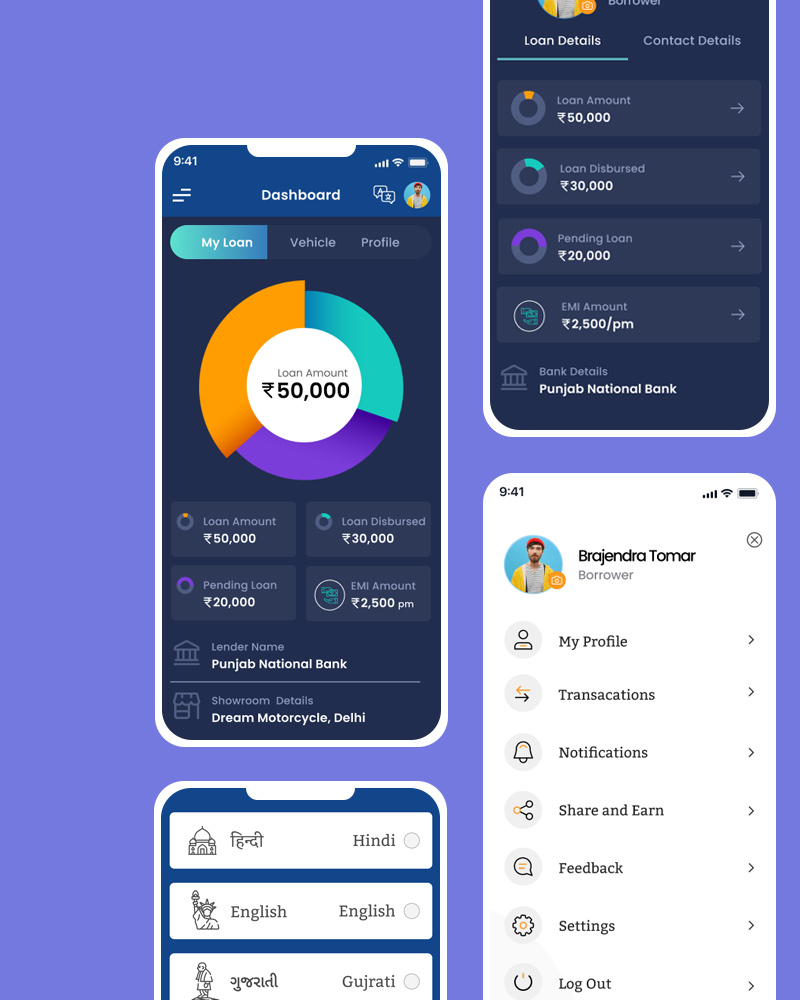 Borrower
Loan Details Contact Details
Loan Amount
₹50,000
Loan Disbursed
₹30,000
Pending Loan
₹20,000
EMI Amount
₹2,500/pm
Bank Details
Punjab National Bank
9:41
Dashboard
My Loan Vehicle Profile
Loan Amount
₹50,000
Loan Amount
₹50,000
Loan Disbursed
₹30,000
Pending Loan
₹20,000
EMI Amount
₹2,500 pm
Lender Name
Punjab National Bank
Showroom Details
Dream Motorcycle, Delhi
9:41
Brajendra Tomar
Borrower
My Profile
Transacations
Notifications
Share and Earn
Feedback
Settings
Log Out
हिन्दी Hindi
English English
ગુજરાતી Gujrati